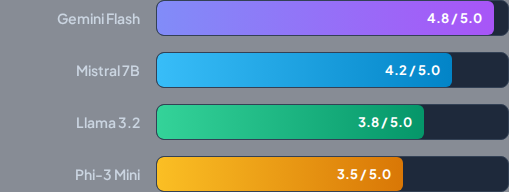 Gemini Flash 4.8 / 5.0
Mistral 7B 4.2 / 5.0
Llama 3.2 3.8 / 5.0
Phi-3 Mini 3.5 / 5.0